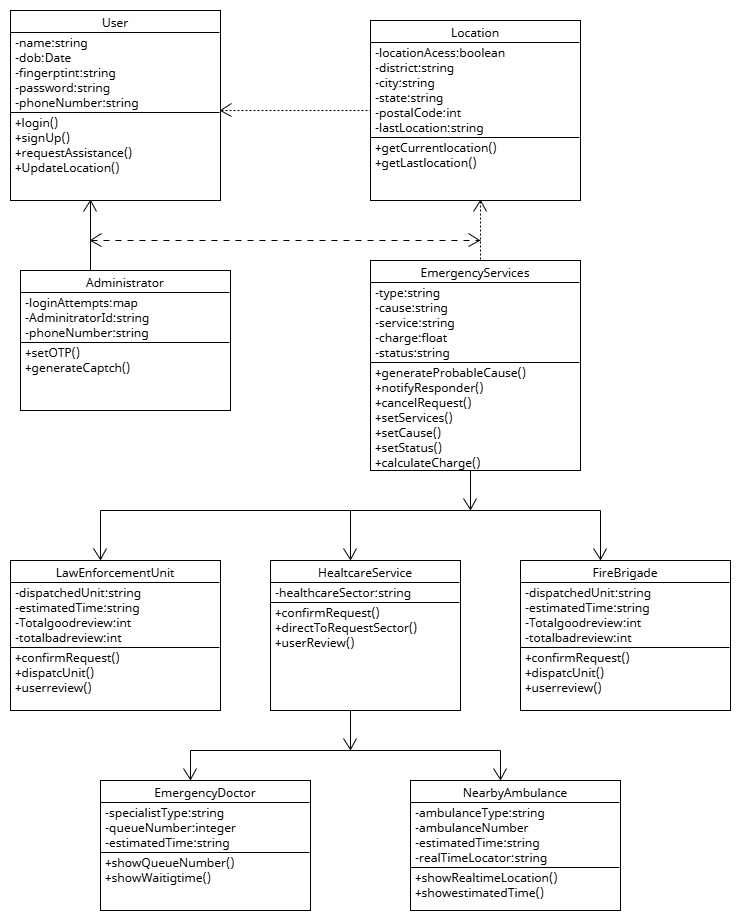 User
-name:string
-dob:Date
-fingerptint:string
-password:string
-phoneNumber:string
+login()
+signUp()
+requestAssistance()
+UpdateLocation()
Location
-locationAcess:boolean
-district:string
-city:string
-state:string
-postalCode:int
-lastLocation:string
+getCurrentlocation()
+getLastlocation()
Administrator
-loginAttempts:map
-AdminitratorId:string
-phoneNumber:string
+setOTP()
+generateCaptch()
EmergencyServices
-type:string
-cause:string
-service:string
-charge:float
-status:string
+generateProbableCause()
+notifyResponder()
+cancelRequest()
+setServices()
+setCause()
+setStatus()
+calculateCharge()
LawEnforcementUnit
-dispatchedUnit:string
-estimatedTime:string
-Totalgoodreview:int
-totalbadreview:int
+confirmRequest()
+dispatcUnit()
+userreview()
HealtcareService
-healthcareSector:string
+confirmRequest()
+directToRequestSector()
+userReview()
FireBrigade
-dispatchedUnit:string
-estimatedTime:string
-Totalgoodreview:int
-totalbadreview:int
+confirmRequest()
+dispatcUnit()
+userreview()
EmergencyDoctor
-specialistType:string
-queueNumber:integer
-estimatedTime:string
+showQueueNumber()
+showWaitigtime()
NearbyAmbulance
-ambulanceType:string
-ambulanceNumber
-estimatedTime:string
-realTimeLocator:string
+showRealtimeLocation()
+showestimatedTime()